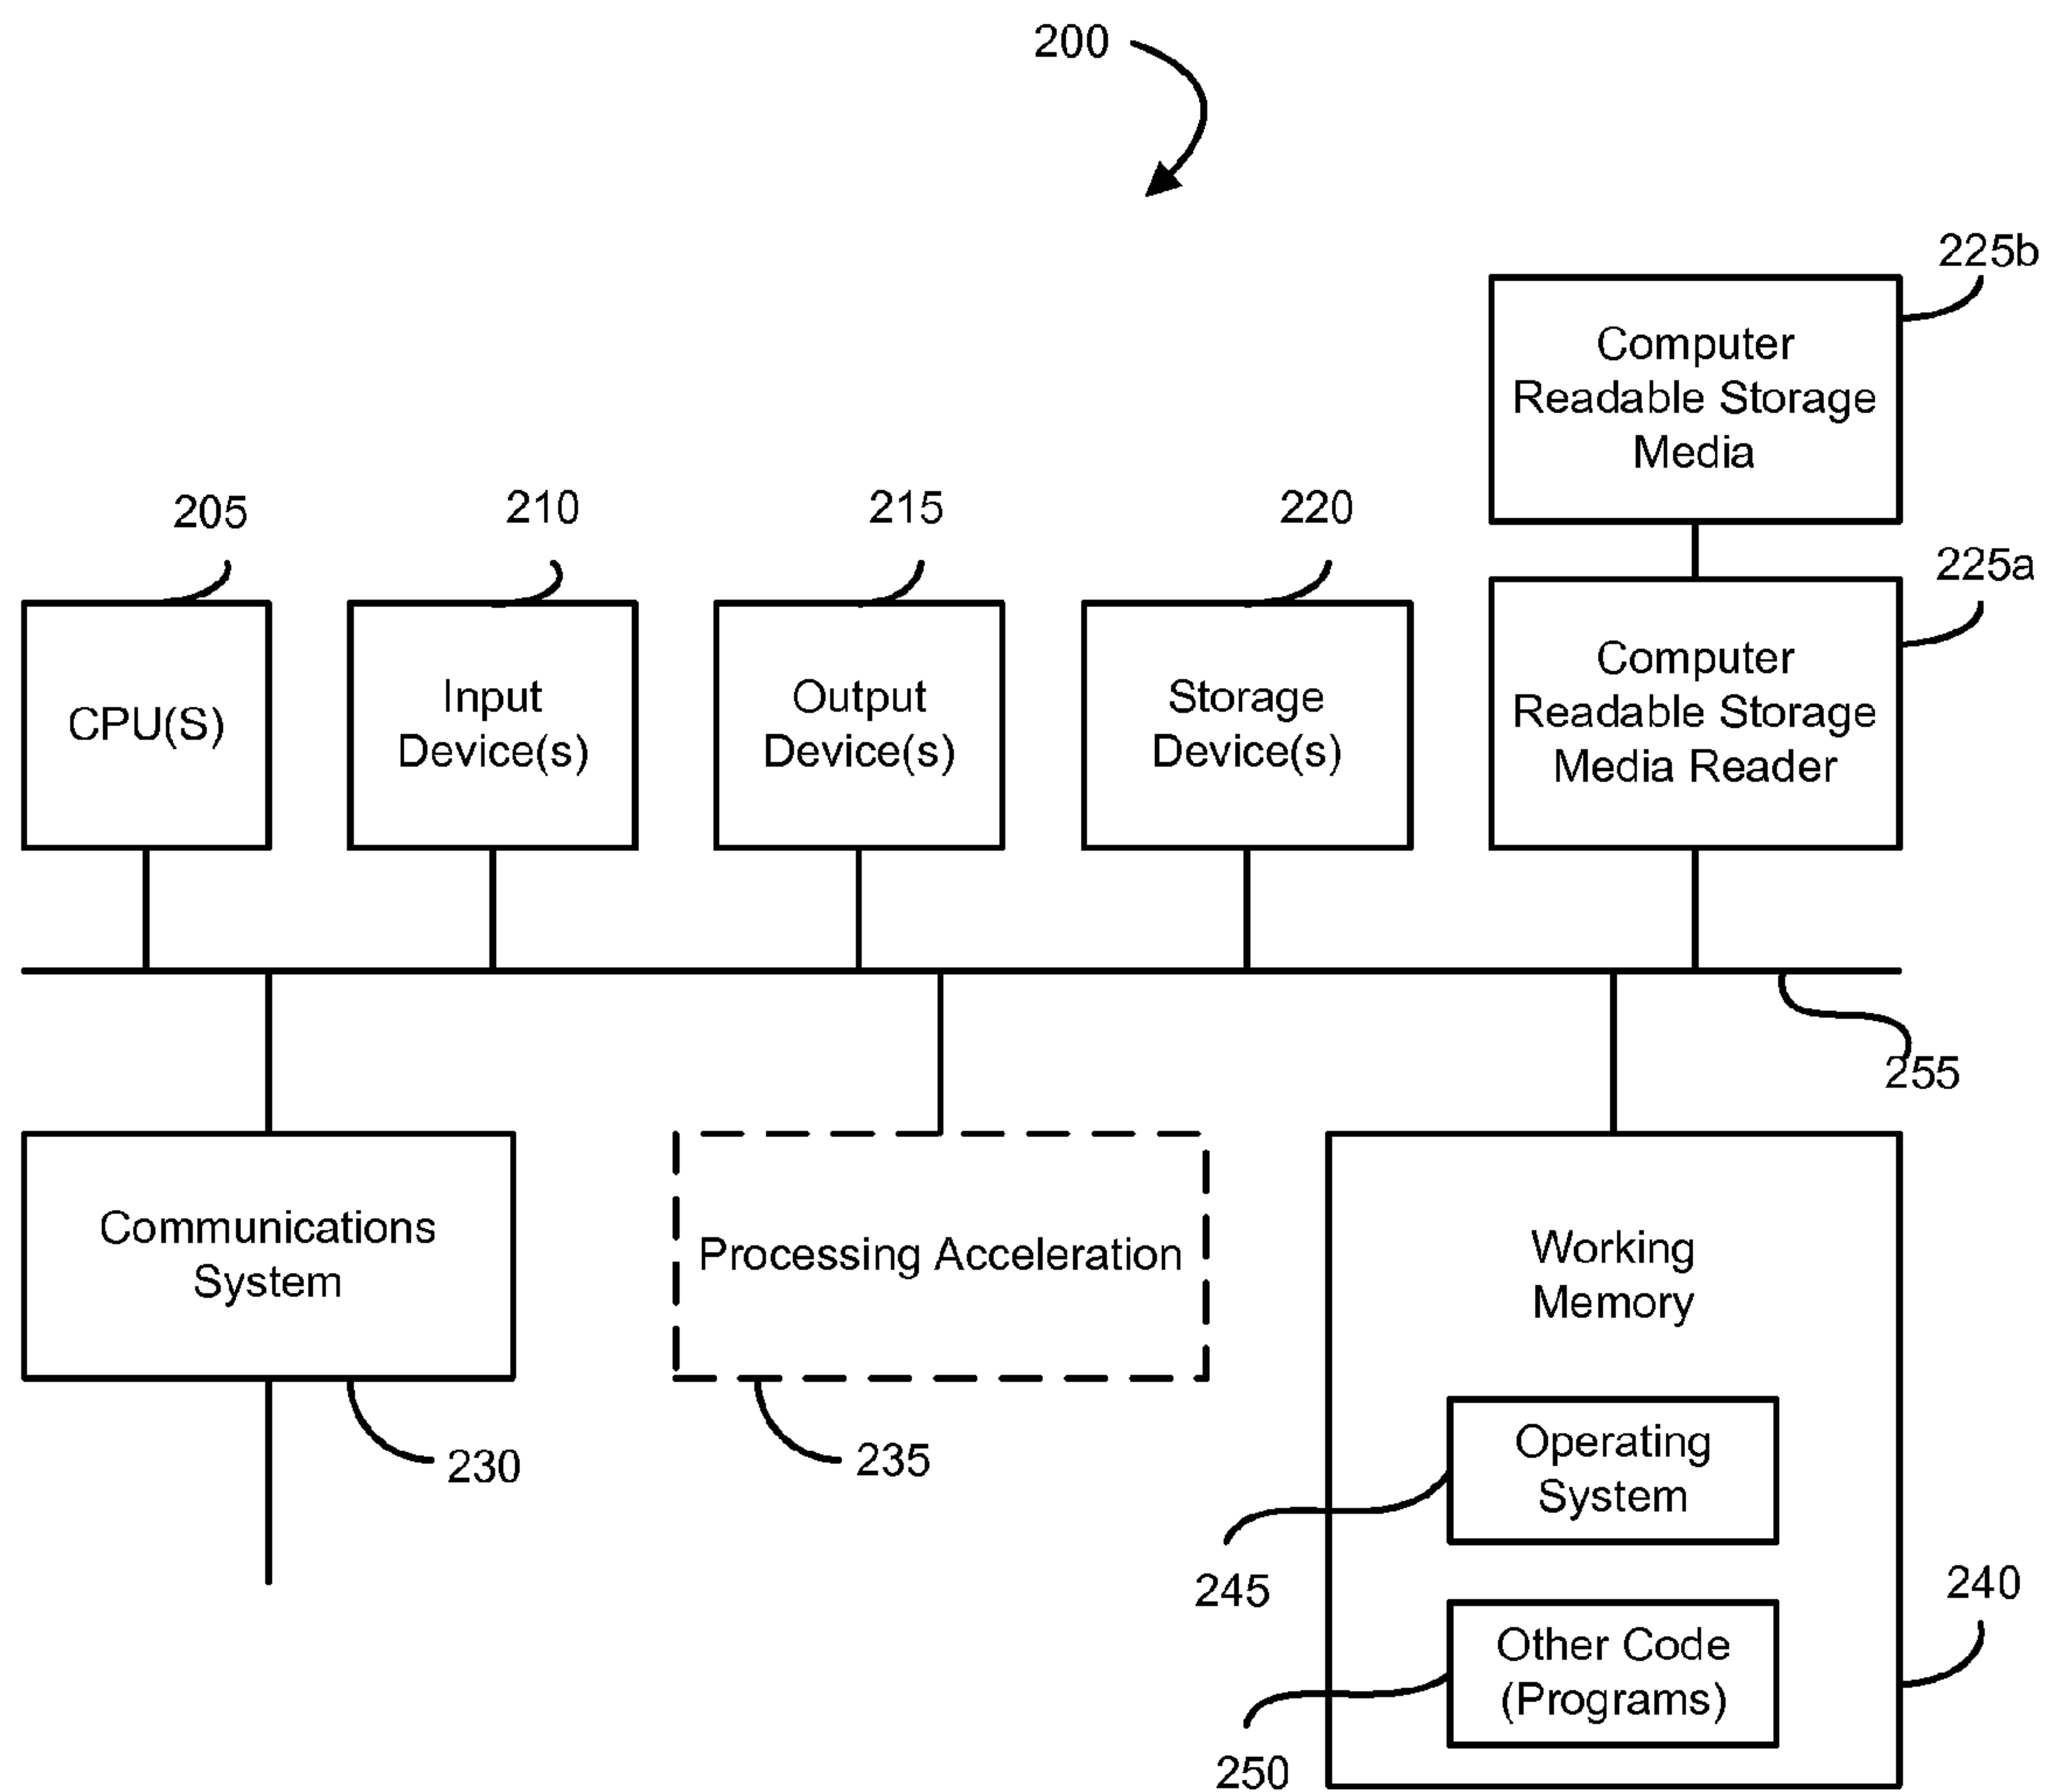 200
225b
Computer
Readable Storage
Media
205
210
215
220
225a
CPU(S)
Input
Device(s)
Output
Device(s)
Storage
Device(s)
Computer
Readable Storage
Media Reader
255
Communications
System
Processing Acceleration
Working
Memory
230
235
Operating
System
245
240
Other Code
(Programs)
250